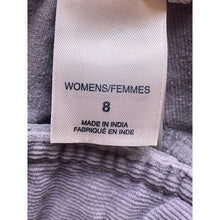 WOMENS/FEMMES
8
MADE IN INDIA
FABRIQUÉ EN INDE